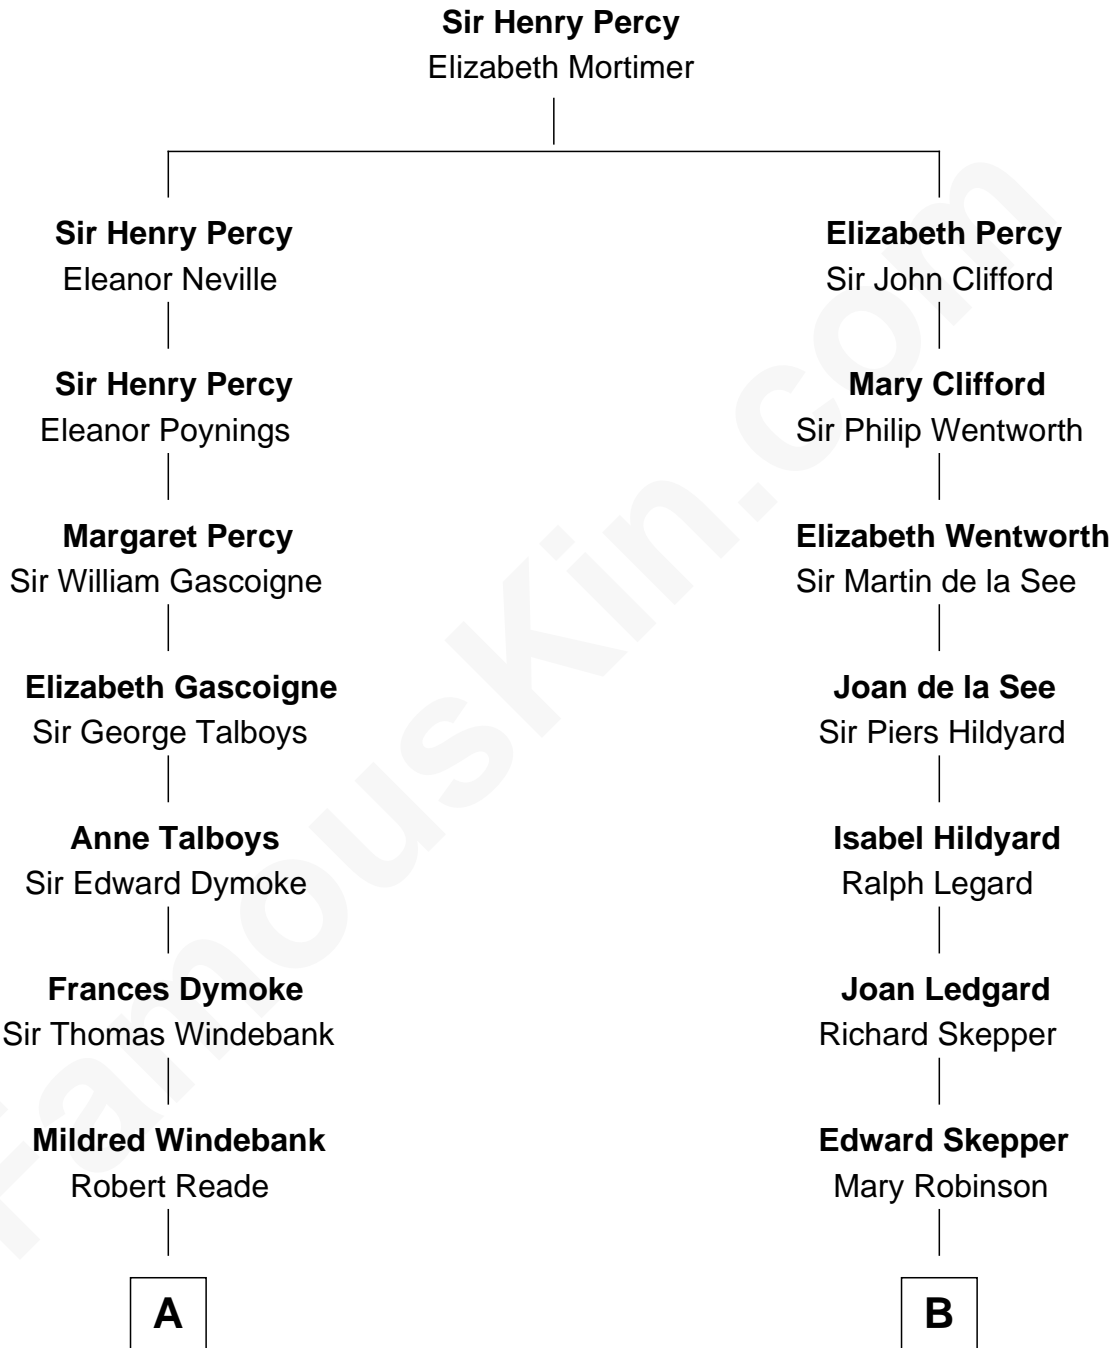 Sir Henry Percy
Elizabeth Mortimer
Sir Henry Percy
Eleanor Neville
Sir Henry Percy
Eleanor Poynings
Margaret Percy
Sir William Gascoigne
Elizabeth Gascoigne
Sir George Talboys
Anne Talboys
Sir Edward Dymoke
Frances Dymoke
Sir Thomas Windebank
Mildred Windebank
Robert Reade
A
Elizabeth Percy
Sir John Clifford
Mary Clifford
Sir Philip Wentworth
Elizabeth Wentworth
Sir Martin de la See
Joan de la See
Sir Piers Hildyard
Isabel Hildyard
Ralph Legard
Joan Ledgard
Richard Skepper
Edward Skepper
Mary Robinson
B
FamousKin.com